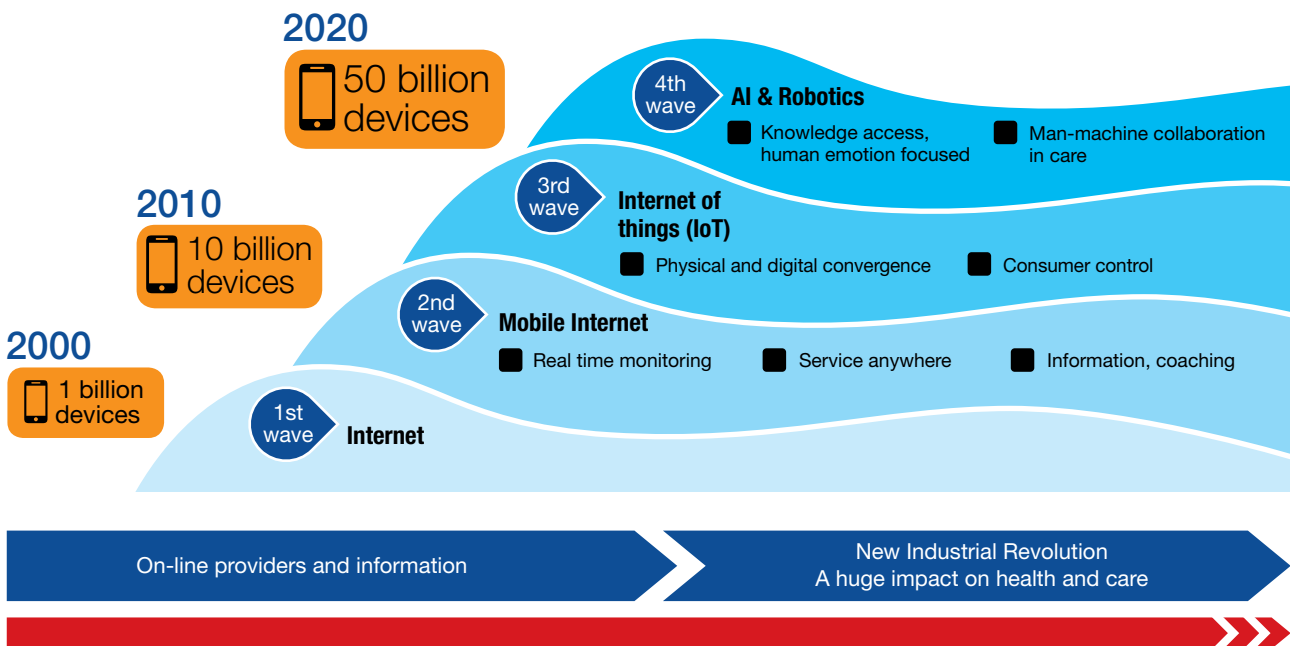 2020
50 billion
devices
4th
wave
AI & Robotics
Knowledge access,
human emotion focused
Man-machine collaboration
in care
2010
10 billion
devices
3rd
wave
Internet of
things (IoT)
Physical and digital convergence
Consumer control
2000
1 billion
devices
2nd
wave
Mobile Internet
Real time monitoring
Service anywhere
Information, coaching
1st
wave
Internet
On-line providers and information
New Industrial Revolution
A huge impact on health and care